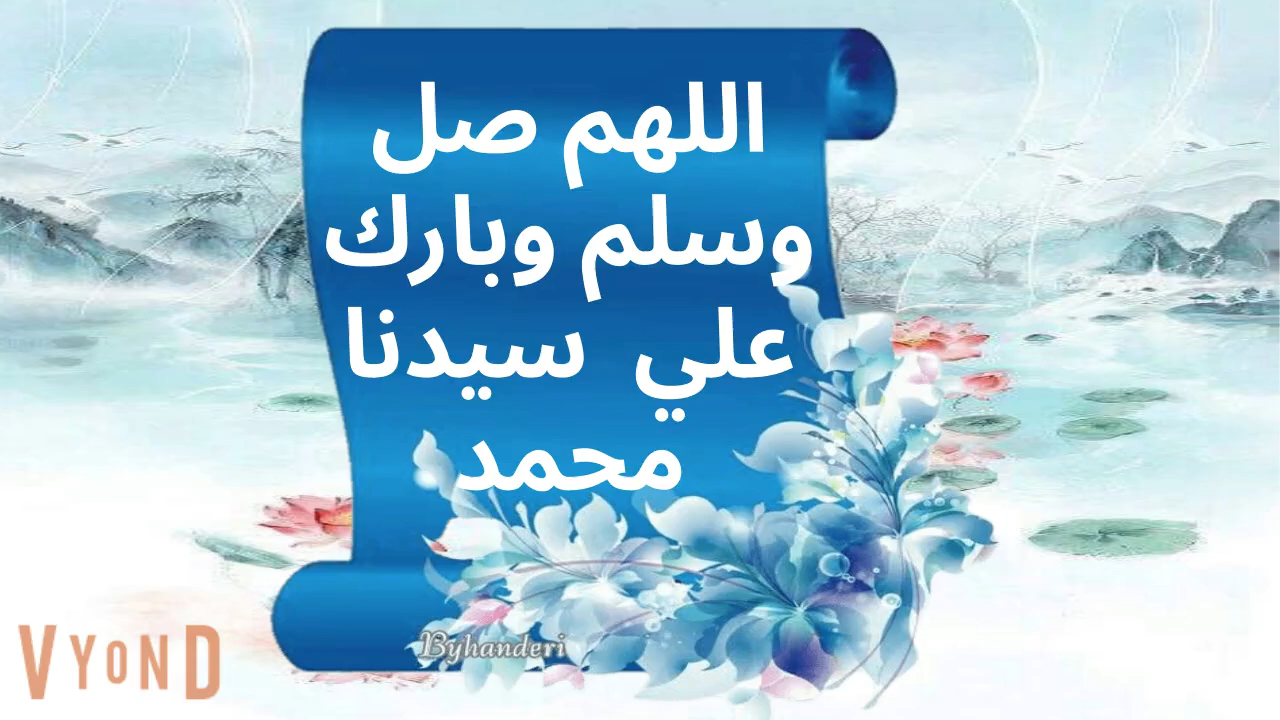 اللهم صل
وسلم وبارك
علي سيدنا
محمد
Byhanderi
VYOND